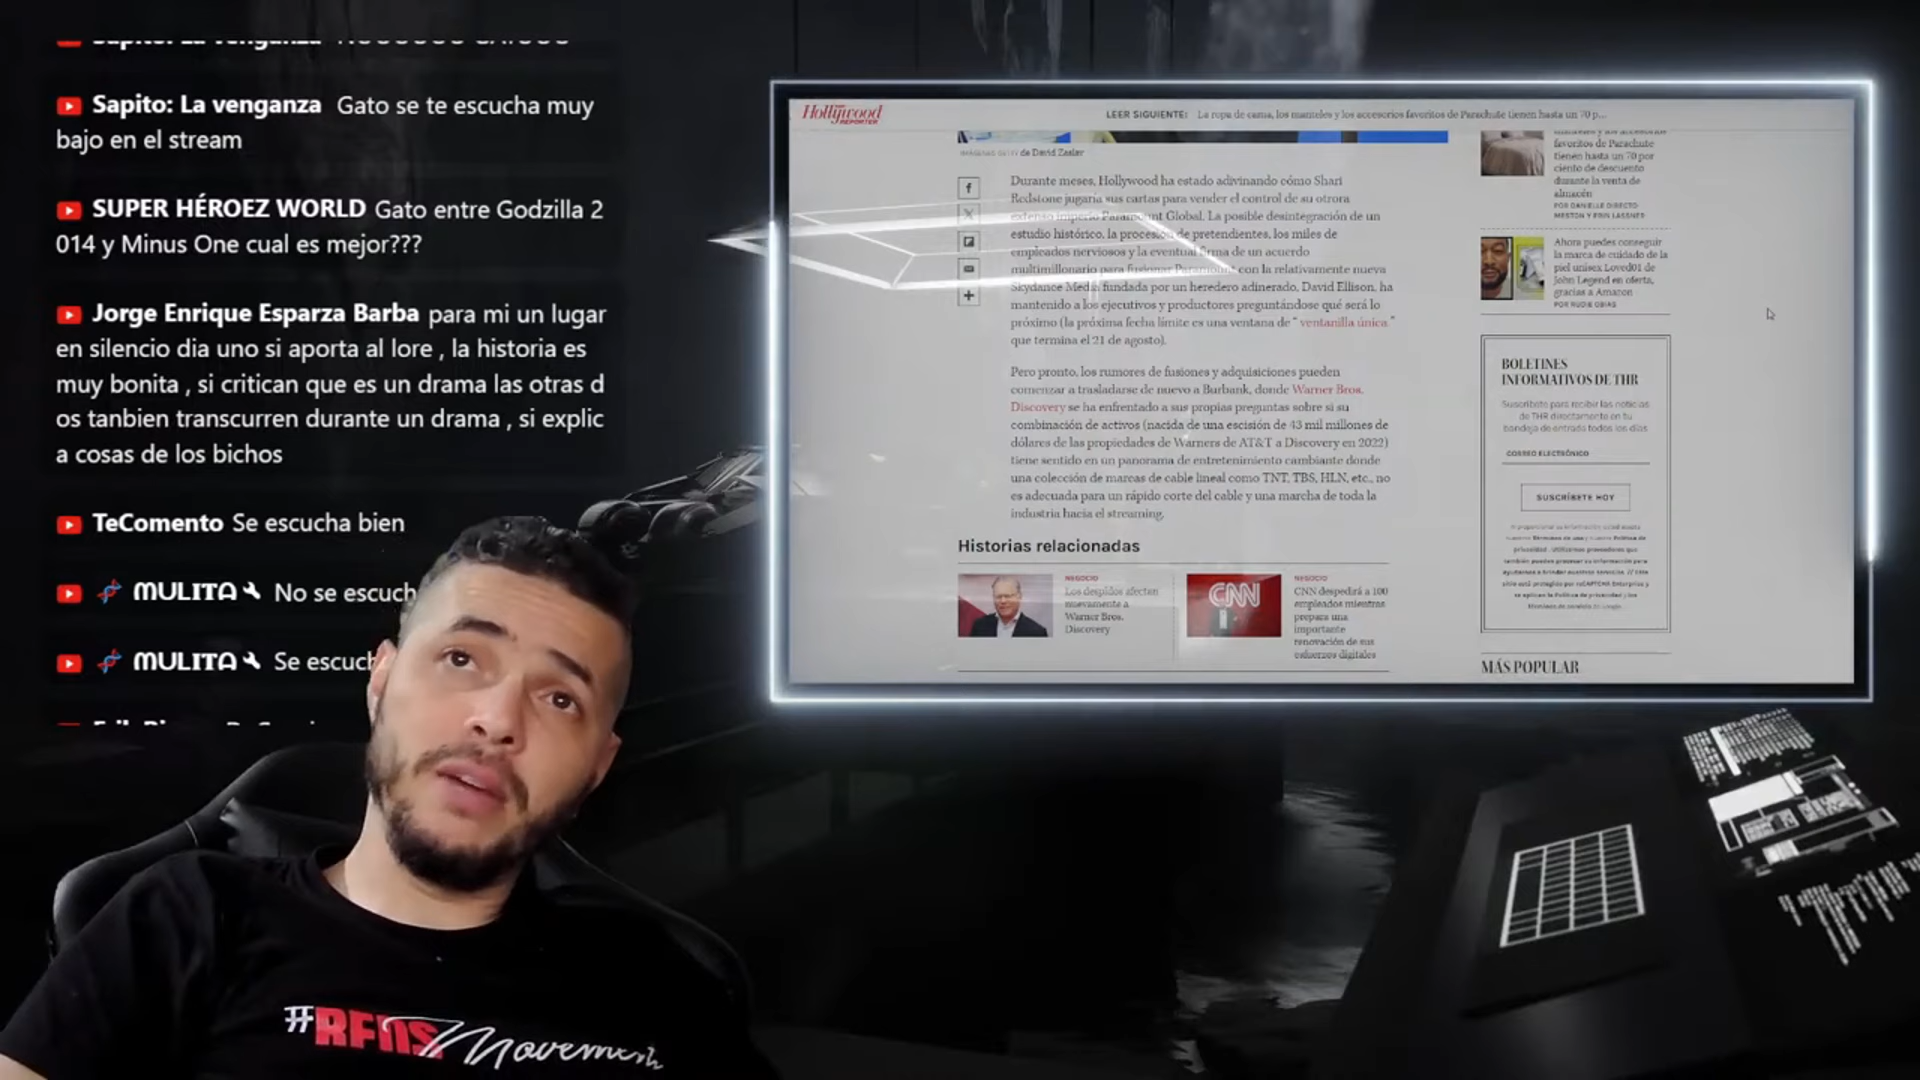 Sapito: La venganza Gato se te escucha muy
bajo en el stream
SUPER HÉROEZ WORLD Gato entre Godzilla 2
014 y Minus One cual es mejor???
Jorge Enrique Esparza Barba para mi un lugar
en silencio dia uno si aporta al lore , la historia es
muy bonita , si critican que es un drama las otras d
os tanbien transcurren durante un drama , si explic
a cosas de los bichos
TeComento Se escucha bien
MULITA No se escuch
MULITA Se escuch
#RFDS Movement
Hollywood
REPORTER
LEER SIGUIENTE: La ropa de cama, los manteles y los accesorios favoritos de Parachute tienen hasta un 70 p...
de David Zaslav
Durante meses, Hollywood ha estado adivinando cómo Shari
Redstone jugaría sus cartas para vender el control de su otrora
extenso imperio Paramount Global. La posible desintegración de un
estudio histórico, la procesión de pretendientes, los miles de
empleados nerviosos y la eventual firma de un acuerdo
multimillonario para fusionar Paramount con la relativamente nueva
Skydance Media fundada por un heredero adinerado, David Ellison, ha
mantenido a los ejecutivos y productores preguntándose qué será lo
próximo (la próxima fecha límite es una ventana de " ventanilla única "
que termina el 21 de agosto).
Pero pronto, los rumores de fusiones y adquisiciones pueden
comenzar a trasladarse de nuevo a Burbank, donde Warner Bros.
Discovery se ha enfrentado a sus propias preguntas sobre si su
combinación de activos (nacida de una escisión de 43 mil millones de
dólares de las propiedades de Warners de AT&T a Discovery en 2022)
tiene sentido en un panorama de entretenimiento cambiante donde
una colección de marcas de cable lineal como TNT, TBS, HLN, etc., no
es adecuada para un rápido corte del cable y una marcha de toda la
industria hacia el streaming.
Historias relacionadas
NEGOCIO
Los despidos afectan
nuevamente a
Warner Bros.
Discovery
CNN
NEGOCIO
CNN despedirá a 100
empleados mientras
prepara una
importante
renovación de sus
esfuerzos digitales
favoritos de Parachute
tienen hasta un 70 por
ciento de descuento
durante la venta de
almacén
POR DANIELLE DIRECTO
MESTON Y ERIN LASSNER
Ahora puedes conseguir
la marca de cuidado de la
piel unisex Loved01 de
John Legend en oferta,
gracias a Amazon
POR RUDIE OBIAS
BOLETINES
INFORMATIVOS DE THR
Suscríbete para recibir las noticias
de THR directamente en tu
bandeja de entrada todos los días
CORREO ELECTRÓNICO
SUSCRÍBETE HOY
MÁS POPULAR